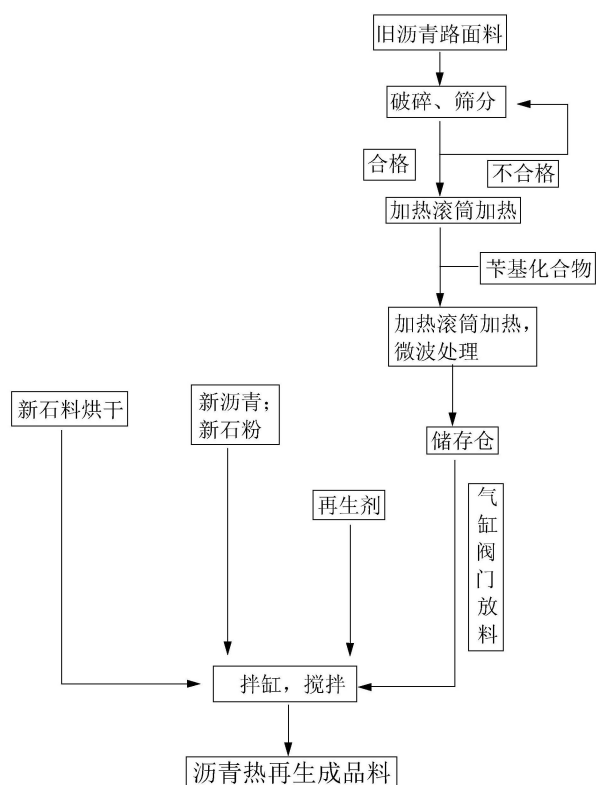 旧沥青路面料
破碎、筛分
合格
不合格
加热滚筒加热
苄基化合物
加热滚筒加热，
微波处理
新石料烘干
新沥青；
新石粉
储存仓
再生剂
气
缸
阀
门
放
料
拌缸，搅拌
沥青热再生成品料